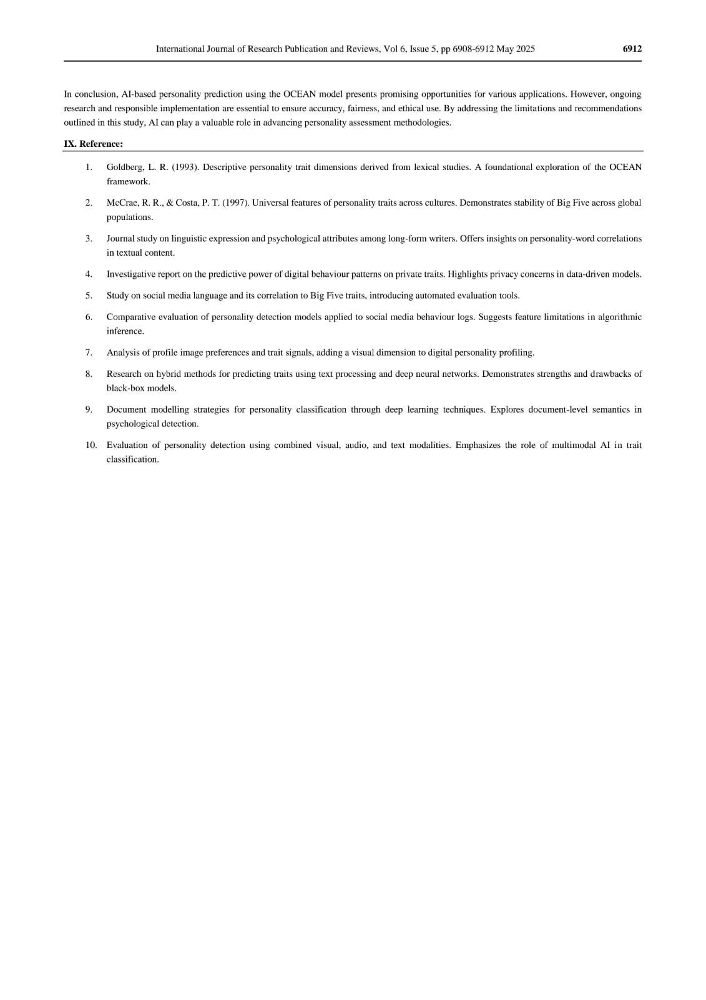 International Journal of Research Publication and Reviews, Vol 6, Issue 5, pp 6908-6912 May 2025 6912
In conclusion, AI-based personality prediction using the OCEAN model presents promising opportunities for various applications. However, ongoing
research and responsible implementation are essential to ensure accuracy, fairness, and ethical use. By addressing the limitations and recommendations
outlined in this study, AI can play a valuable role in advancing personality assessment methodologies.
IX. Reference:
1. Goldberg, L. R. (1993). Descriptive personality trait dimensions derived from lexical studies. A foundational exploration of the OCEAN
framework.
2. McCrae, R. R., & Costa, P. T. (1997). Universal features of personality traits across cultures. Demonstrates stability of Big Five across global
populations.
3. Journal study on linguistic expression and psychological attributes among long-form writers. Offers insights on personality-word correlations
in textual content.
4. Investigative report on the predictive power of digital behaviour patterns on private traits. Highlights privacy concerns in data-driven models.
5. Study on social media language and its correlation to Big Five traits, introducing automated evaluation tools.
6. Comparative evaluation of personality detection models applied to social media behaviour logs. Suggests feature limitations in algorithmic
inference.
7. Analysis of profile image preferences and trait signals, adding a visual dimension to digital personality profiling.
8. Research on hybrid methods for predicting traits using text processing and deep neural networks. Demonstrates strengths and drawbacks of
black-box models.
9. Document modelling strategies for personality classification through deep learning techniques. Explores document-level semantics in
psychological detection.
10. Evaluation of personality detection using combined visual, audio, and text modalities. Emphasizes the role of multimodal AI in trait
classification.